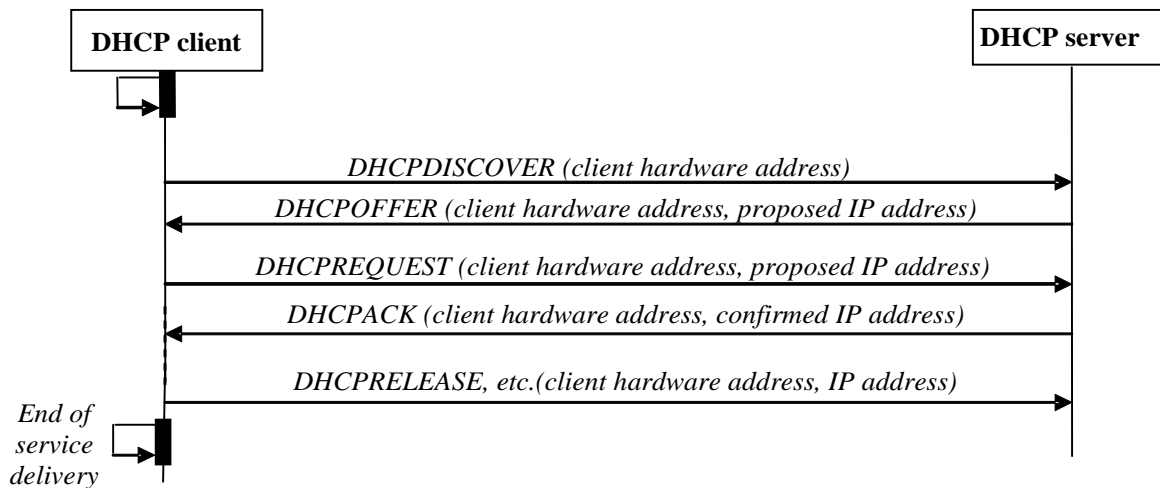 DHCP client
DHCP server
DHCPDISCOVER (client hardware address)
DHCPOFFER (client hardware address, proposed IP address)
DHCPREQUEST (client hardware address, proposed IP address)
DHCPACK (client hardware address, confirmed IP address)
DHCPRELEASE, etc.(client hardware address, IP address)
End of
service
delivery